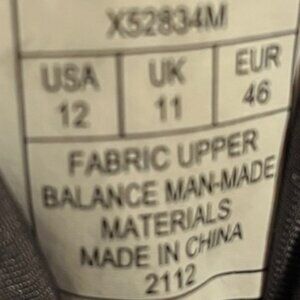 X52834M
USA UK EUR
12 11 46
FABRIC UPPER
BALANCE MAN-MADE
MATERIALS
MADE IN CHINA
2112